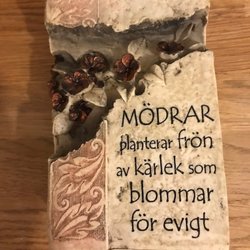 MÖDRAR
planterar frön
av kärlek som
blommar
för evigt